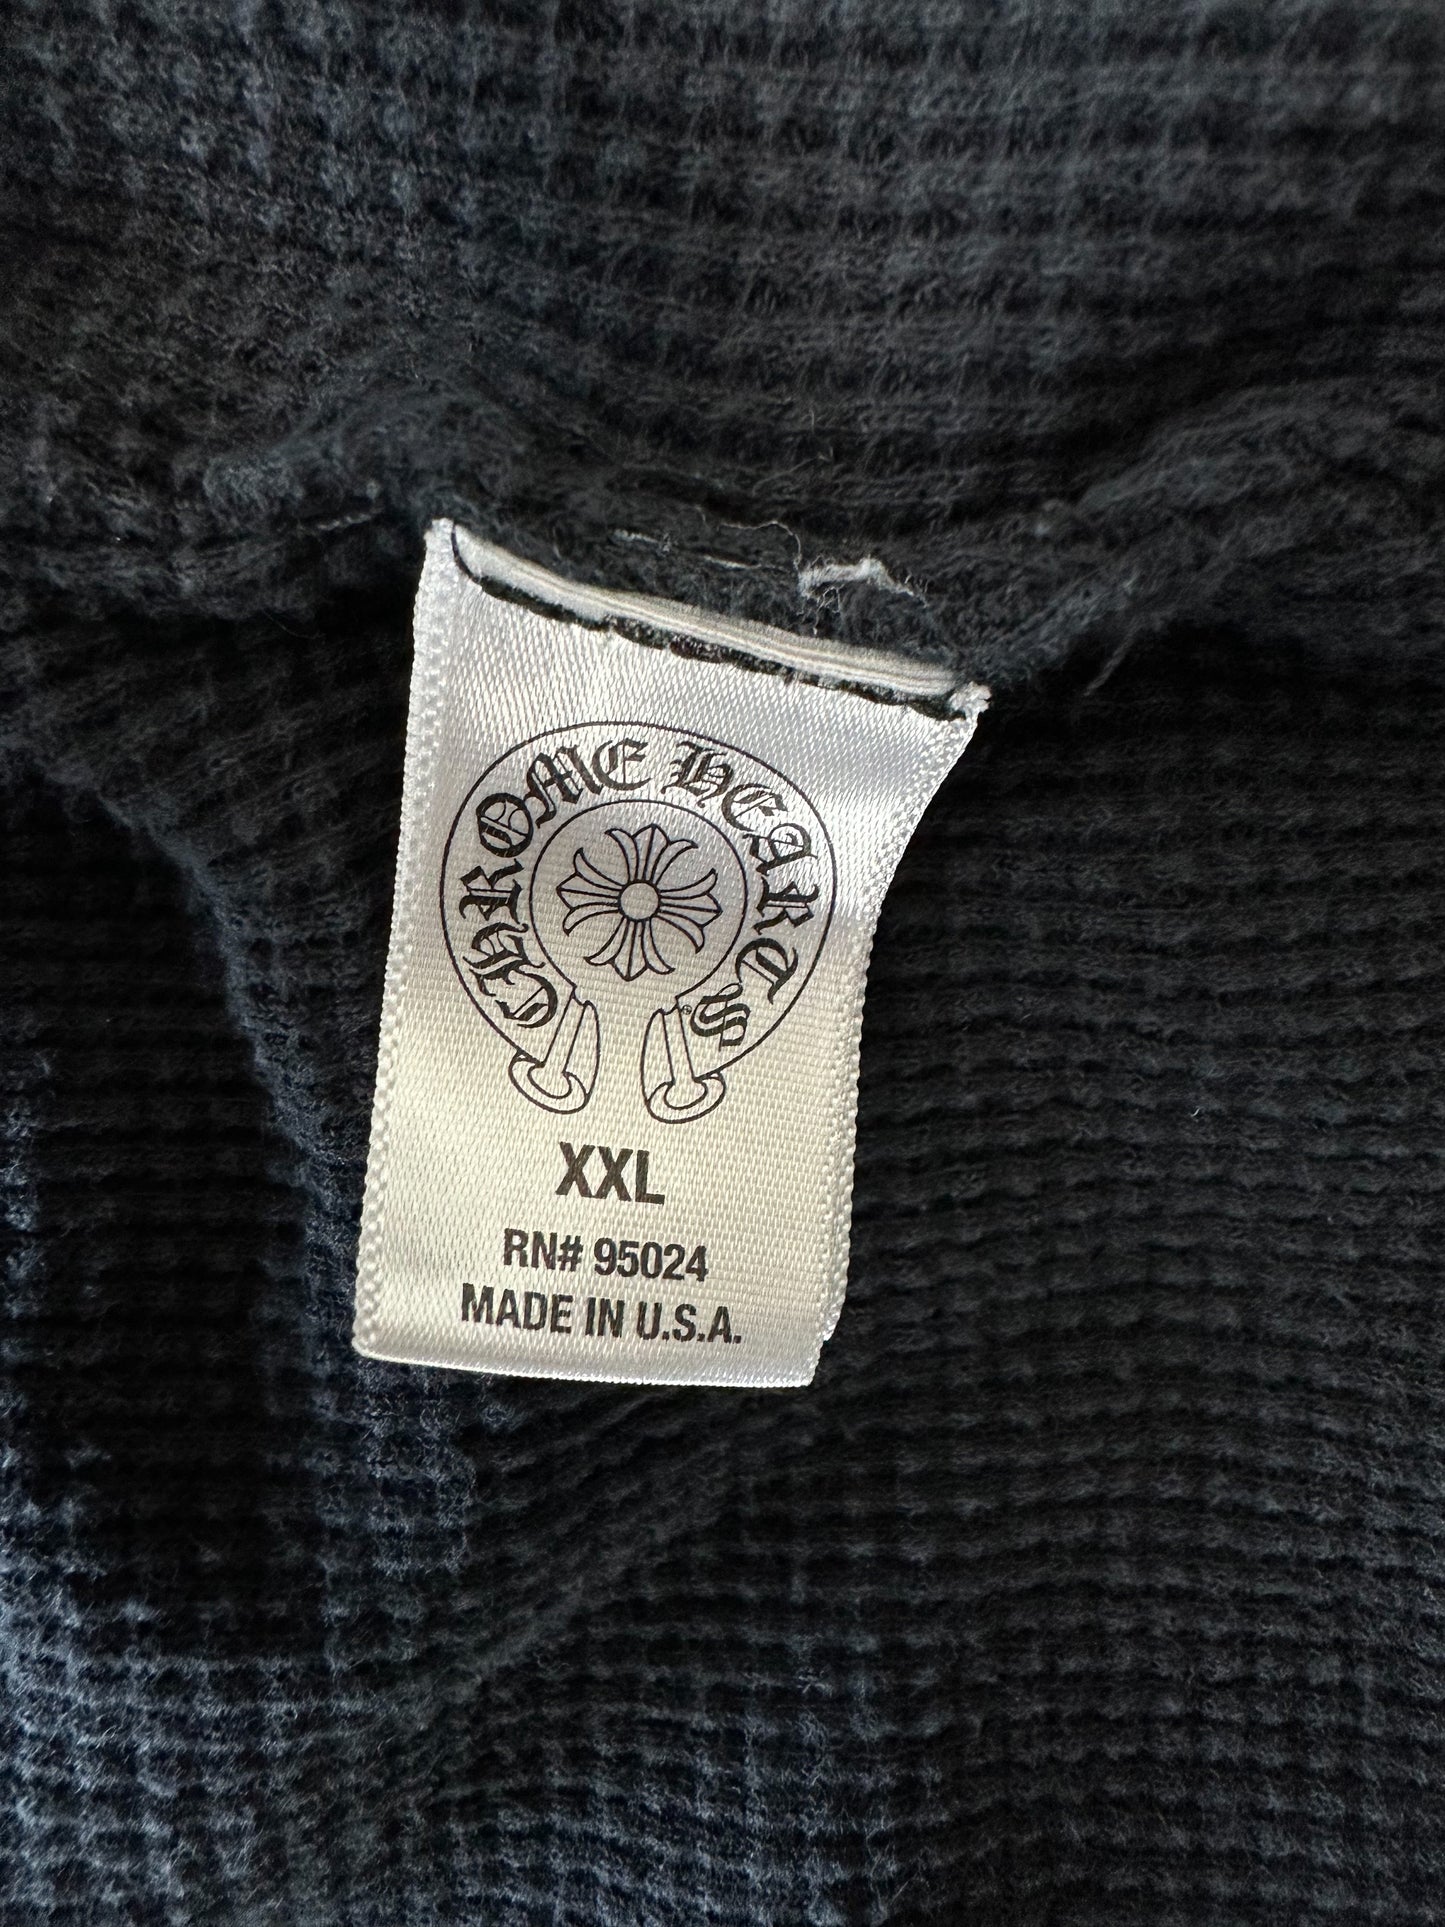 CHROME HEARTS®
XXL
RN# 95024
MADE IN U.S.A.